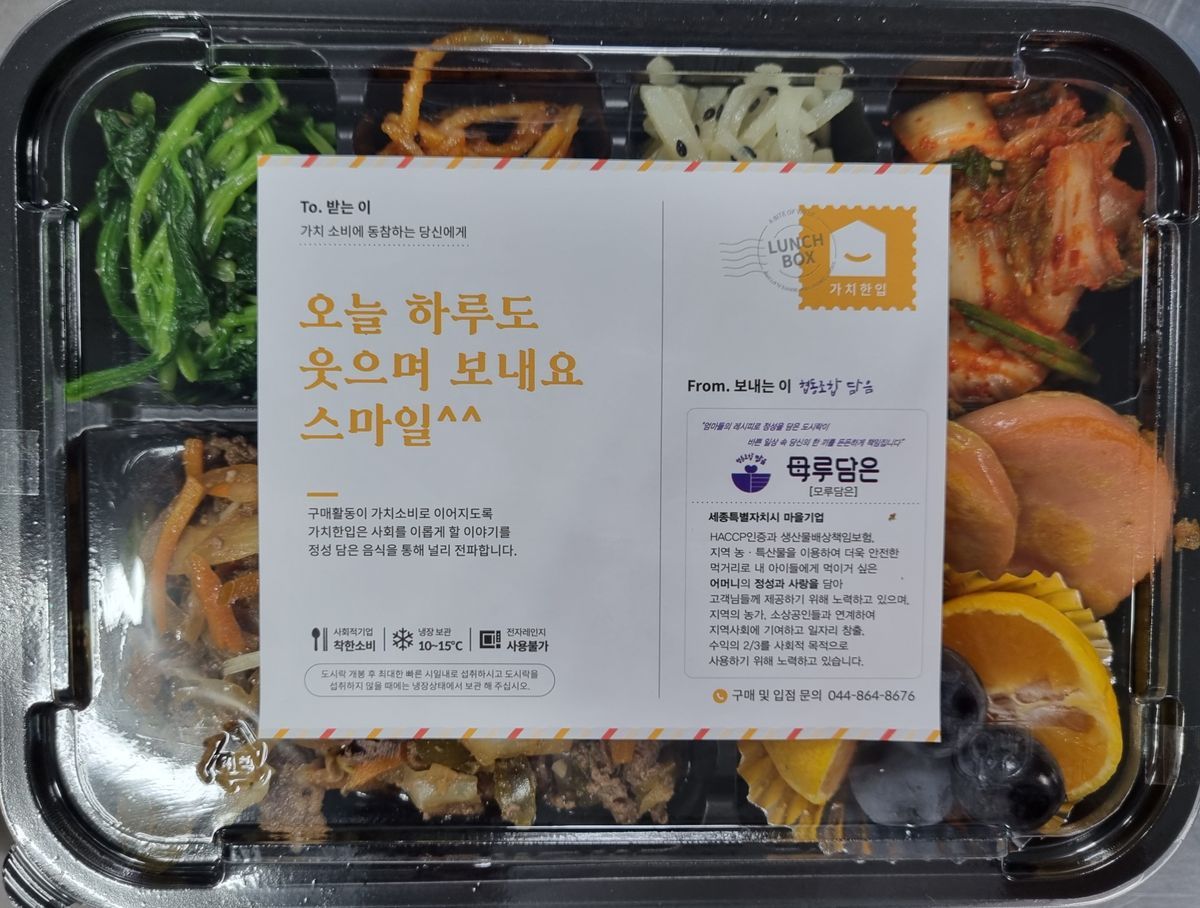 To. 받는 이
가치 소비에 동참하는 당신에게
오늘 하루도
웃으며 보내요
스마일^^
구매활동이 가치소비로 이어지도록
가치한입은 사회를 이롭게 할 이야기를
정성 담은 음식을 통해 널리 전파합니다.
사회적기업
착한소비
냉장 보관
10~15℃
전자레인지
사용불가
도시락 개봉 후 최대한 빠른 시일내로 섭취하시고 도시락을
섭취하지 않을 때에는 냉장상태에서 보관 해 주십시오.
LUNCH
BOX
가치한입
From. 보내는 이 협동조합 담음
"엄마들의 레시피로 정성을 담은 도시락이
바쁜 일상 속 당신의 한 끼를 든든하게 책임집니다"
母루담은
[모루담은]
세종특별자치시 마을기업
HACCP인증과 생산물배상책임보험,
지역 농·특산물을 이용하여 더욱 안전한
먹거리로 내 아이들에게 먹이거 싶은
어머니의 정성과 사랑을 담아
고객님들께 제공하기 위해 노력하고 있으며,
지역의 농가, 소상공인들과 연계하여
지역사회에 기여하고 일자리 창출,
수익의 2/3를 사회적 목적으로
사용하기 위해 노력하고 있습니다.
구매 및 입점 문의 044-864-8676